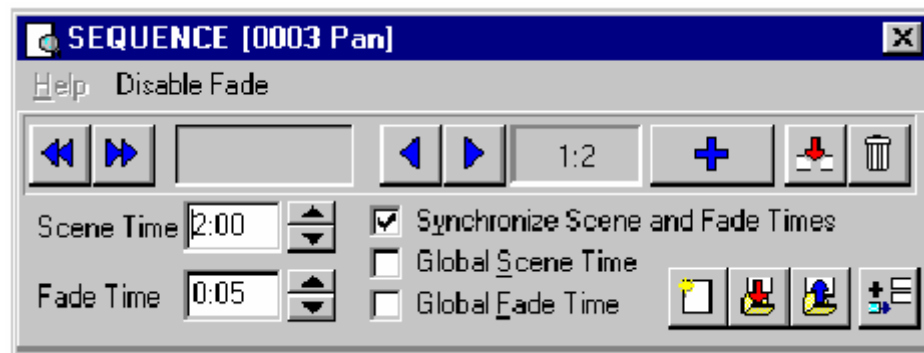 SEQUENCE [0003 Pan]
Help Disable Fade
1:2
Scene Time 2:00
Synchronize Scene and Fade Times
Global Scene Time
Fade Time 0:05
Global Fade Time